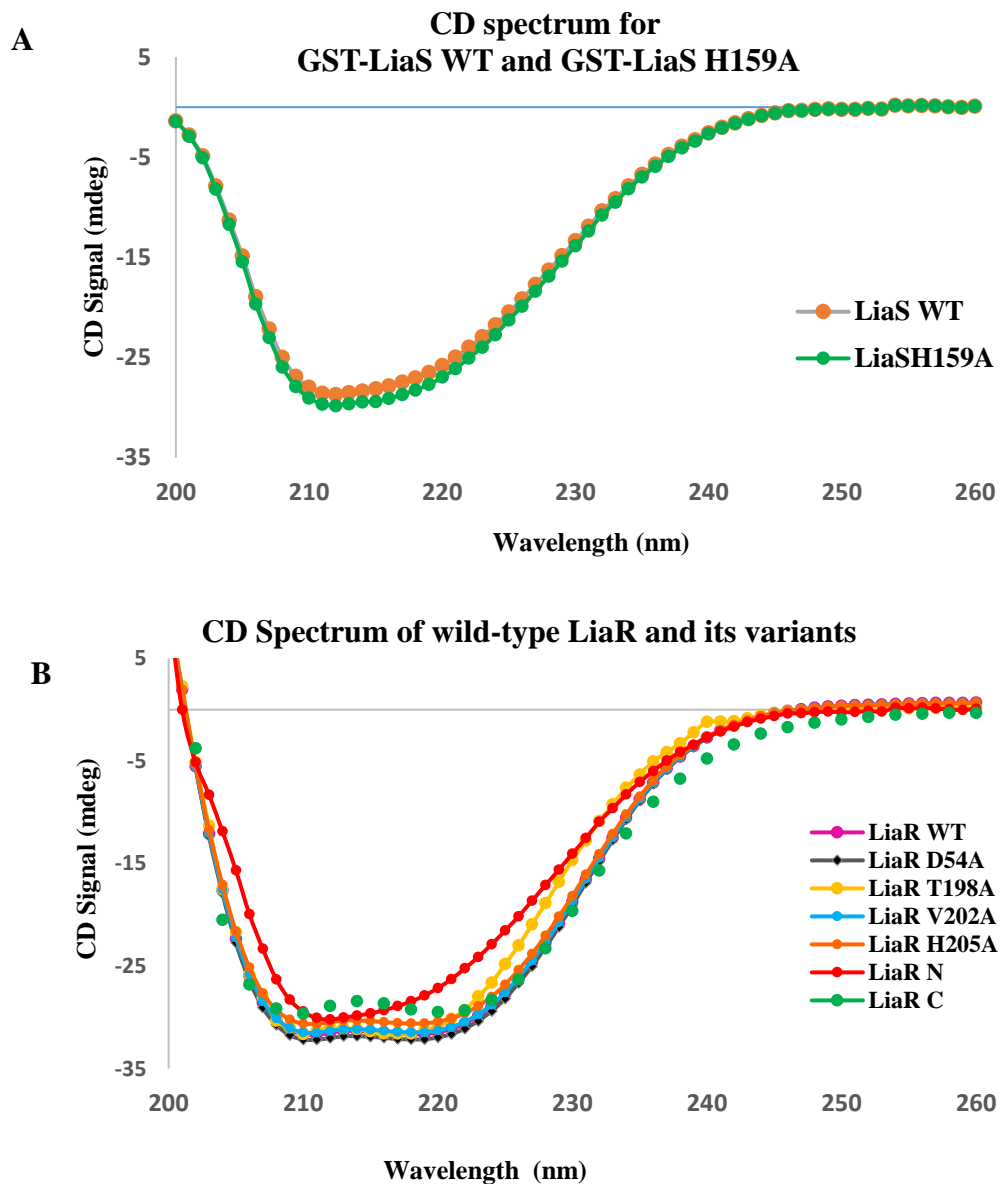 A
CD spectrum for
GST-LiaS WT and GST-LiaS H159A
5
-5
-15
-25
-35
CD Signal (mdeg)
LiaS WT
LiaSH159A
200 210 220 230 240 250 260
Wavelength (nm)
CD Spectrum of wild-type LiaR and its variants
B
5
-5
-15
-25
-35
CD Signal (mdeg)
LiaR WT
LiaR D54A
LiaR T198A
LiaR V202A
LiaR H205A
LiaR N
LiaR C
200 210 220 230 240 250 260
Wavelength (nm)